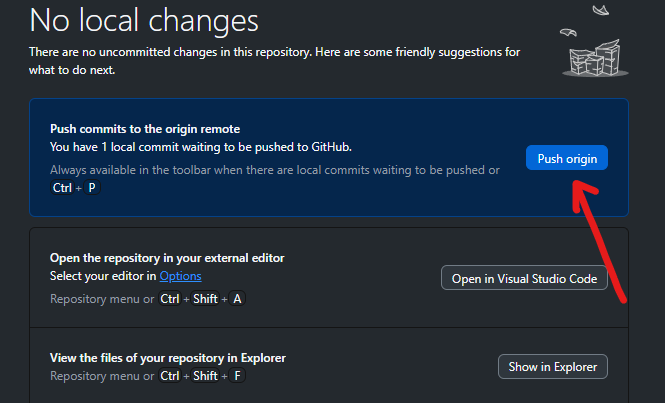 No local changes
There are no uncommitted changes in this repository. Here are some friendly suggestions for
what to do next.
Push commits to the origin remote
You have 1 local commit waiting to be pushed to GitHub.
Always available in the toolbar when there are local commits waiting to be pushed or
Ctrl + P
Push origin
Open the repository in your external editor
Select your editor in Options
Repository menu or Ctrl + Shift + A
Open in Visual Studio Code
View the files of your repository in Explorer
Repository menu or Ctrl + Shift + F
Show in Explorer